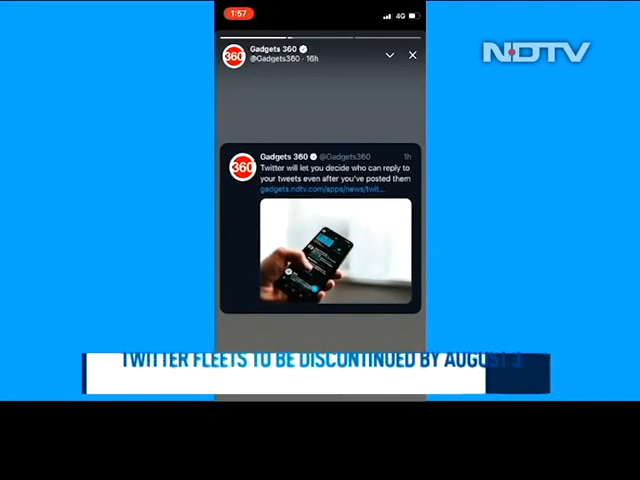 1:57
4G
NDTV
360
Gadgets 360
@Gadgets360 · 16h
360
Gadgets 360 @Gadgets360 1h
Twitter will let you decide who can reply to
your tweets even after you've posted them
gadgets.ndtv.com/apps/news/twit...
TWITTER FLEETS TO BE DISCONTINUED BY AUGUST 3